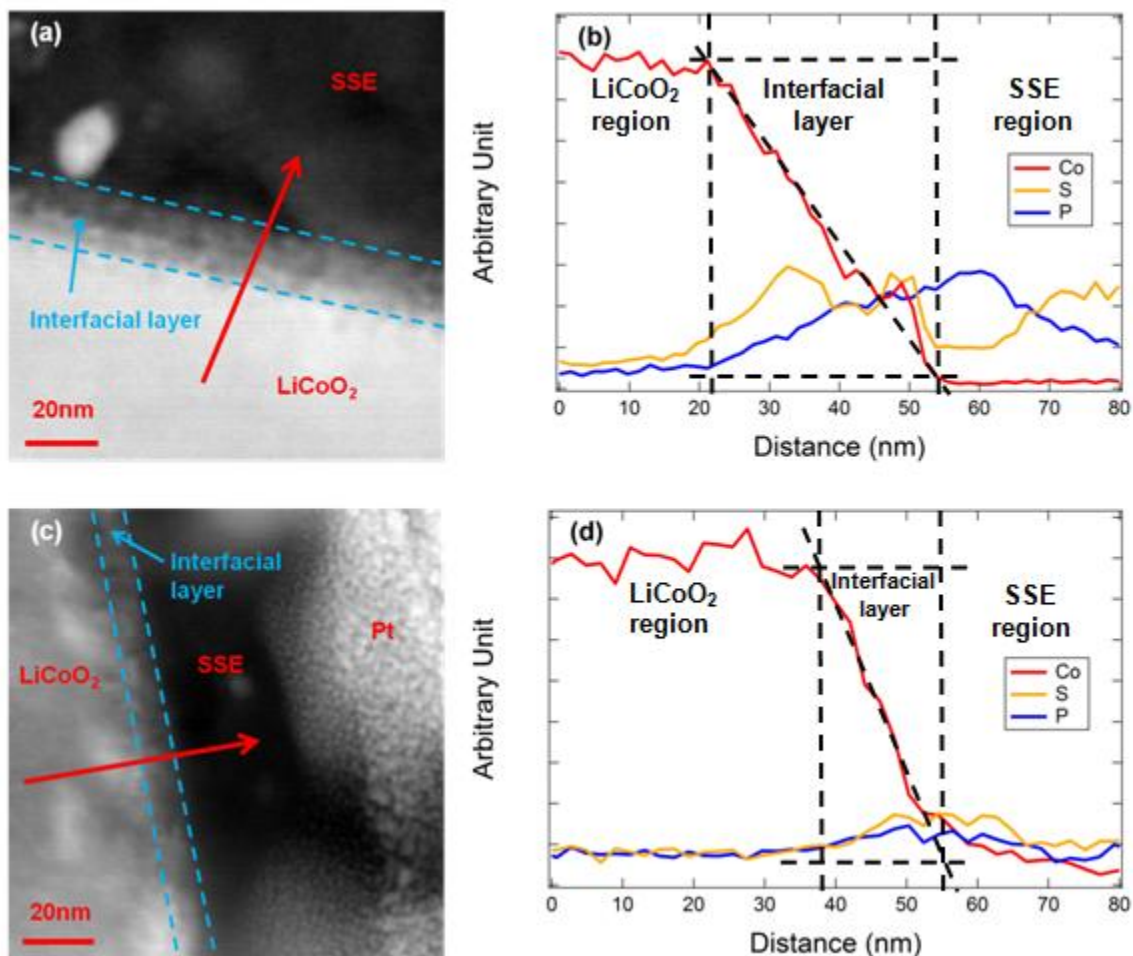 (a)
SSE
Interfacial layer
LiCoO₂
20nm
(b)
LiCoO₂
region
Interfacial
layer
SSE
region
Co
S
P
Arbitrary Unit
0 10 20 30 40 50 60 70 80
Distance (nm)
(c)
Interfacial
layer
LiCoO₂
SSE
Pt
20nm
(d)
LiCoO₂
region
Interfacial
layer
SSE
region
Co
S
P
Arbitrary Unit
0 10 20 30 40 50 60 70 80
Distance (nm)